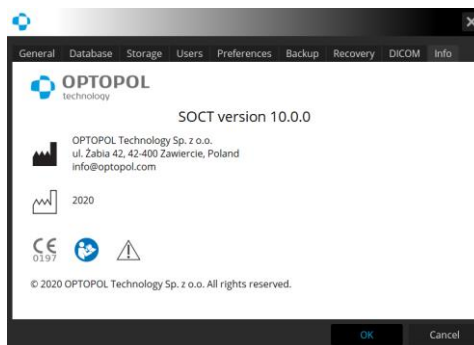 General Database Storage Users Preferences Backup Recovery DICOM Info
OPTOPOL
technology
SOCT version 10.0.0
OPTOPOL Technology Sp. z o.o.
ul. Żabia 42, 42-400 Zawiercie, Poland
info@optopol.com
2020
CE
0197
© 2020 OPTOPOL Technology Sp. z o.o. All rights reserved.
OK Cancel